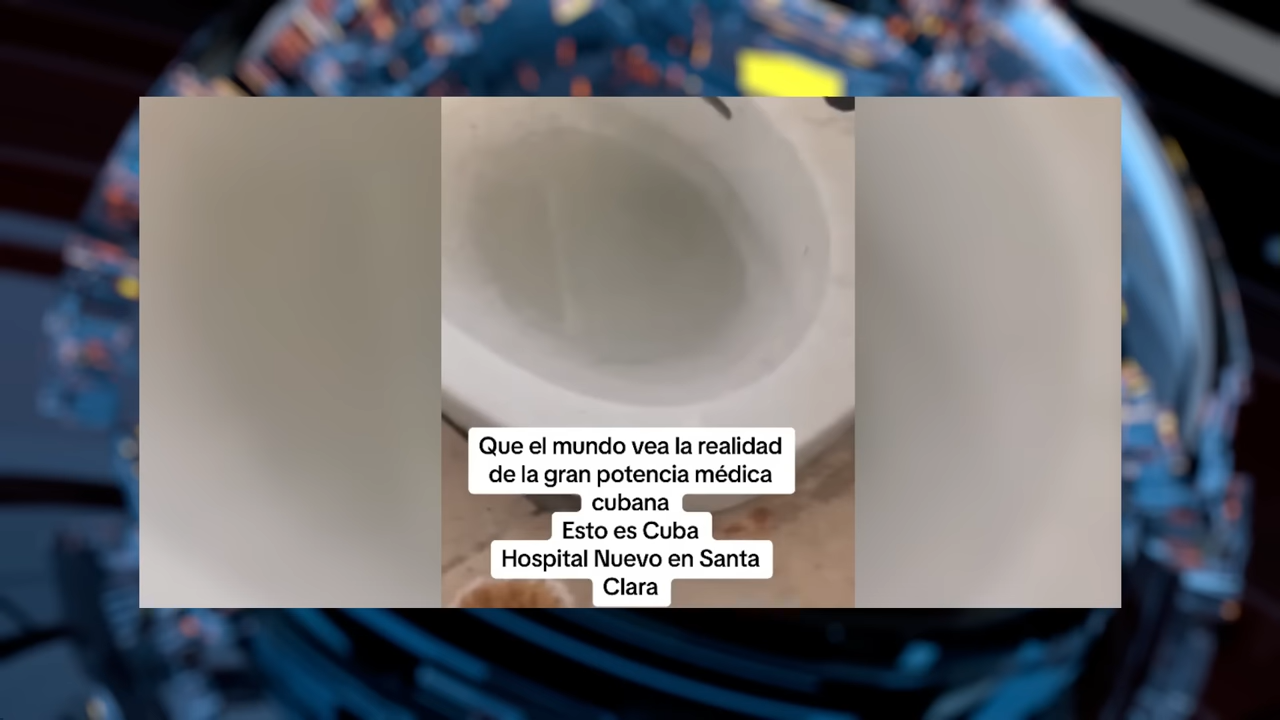 Que el mundo vea la realidad
de la gran potencia médica
cubana
Esto es Cuba
Hospital Nuevo en Santa
Clara